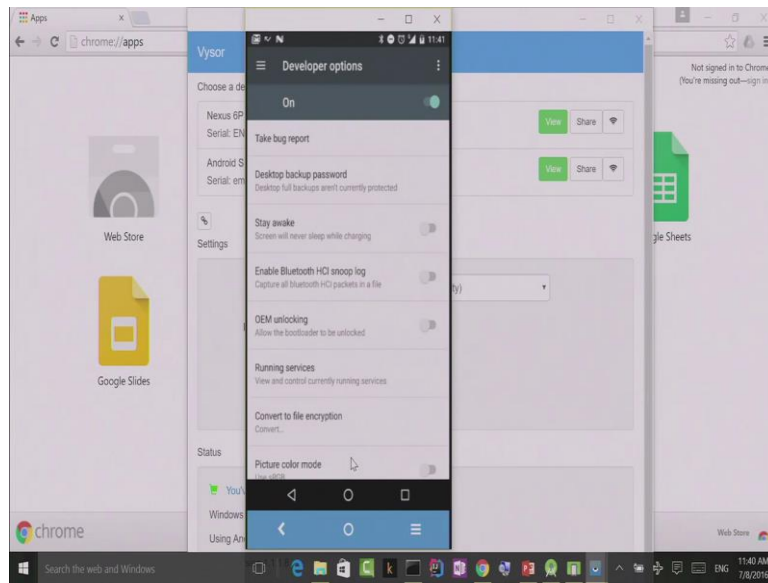 Apps
chrome://apps
Not signed in to Chrome
(You're missing out—sign in
Web Store
Google Slides
gle Sheets
chrome
Web Store
Vysor
Choose a de
Nexus 6P
Serial: EN
View
Share
Android S
Serial: em
View
Share
Settings
ty)
Status
You'
Windows
Using An
11:41
Developer options
On
Take bug report
Desktop backup password
Desktop full backups aren't currently protected
Stay awake
Screen will never sleep while charging
Enable Bluetooth HCI snoop log
Capture all bluetooth HCI packets in a file
OEM unlocking
Allow the bootloader to be unlocked
Running services
View and control currently running services
Convert to file encryption
Convert...
Picture color mode
Use sRGB
Search the web and Windows
ENG
11:40 AM
7/8/2016